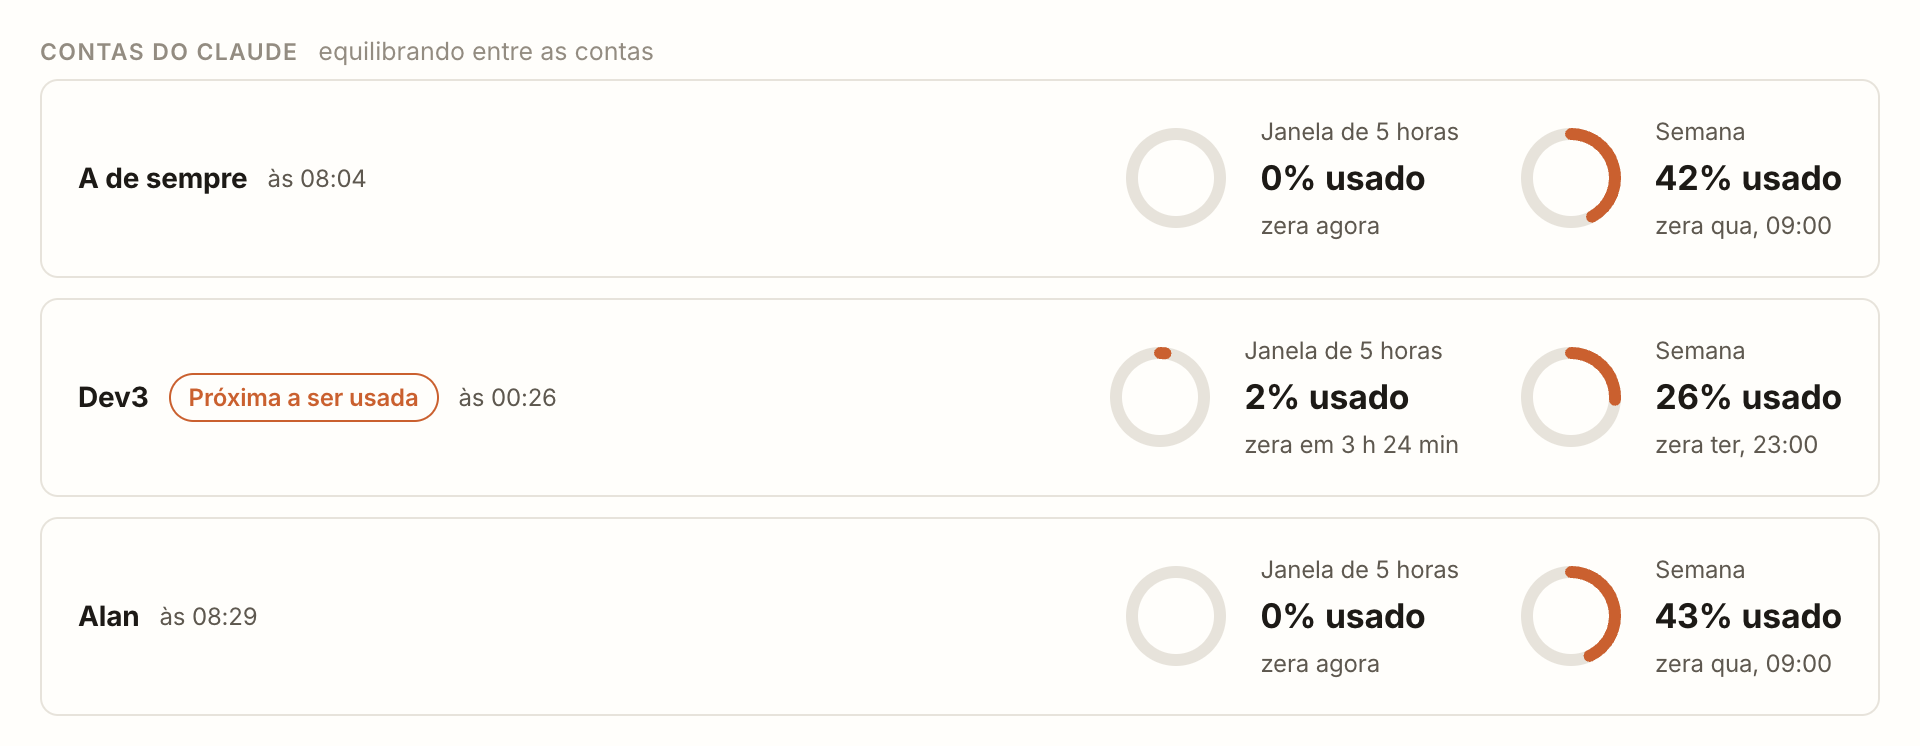 CONTAS DO CLAUDE equilibrando entre as contas
A de sempre às 08:04
Janela de 5 horas
0% usado
zera agora
Semana
42% usado
zera qua, 09:00
Dev3 Próxima a ser usada às 00:26
Janela de 5 horas
2% usado
zera em 3 h 24 min
Semana
26% usado
zera ter, 23:00
Alan às 08:29
Janela de 5 horas
0% usado
zera agora
Semana
43% usado
zera qua, 09:00